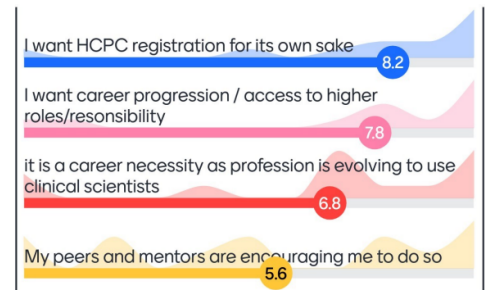 I want HCPC registration for its own sake
8.2
I want career progression / access to higher
roles/resonsibility
7.8
it is a career necessity as profession is evolving to use
clinical scientists
6.8
My peers and mentors are encouraging me to do so
5.6